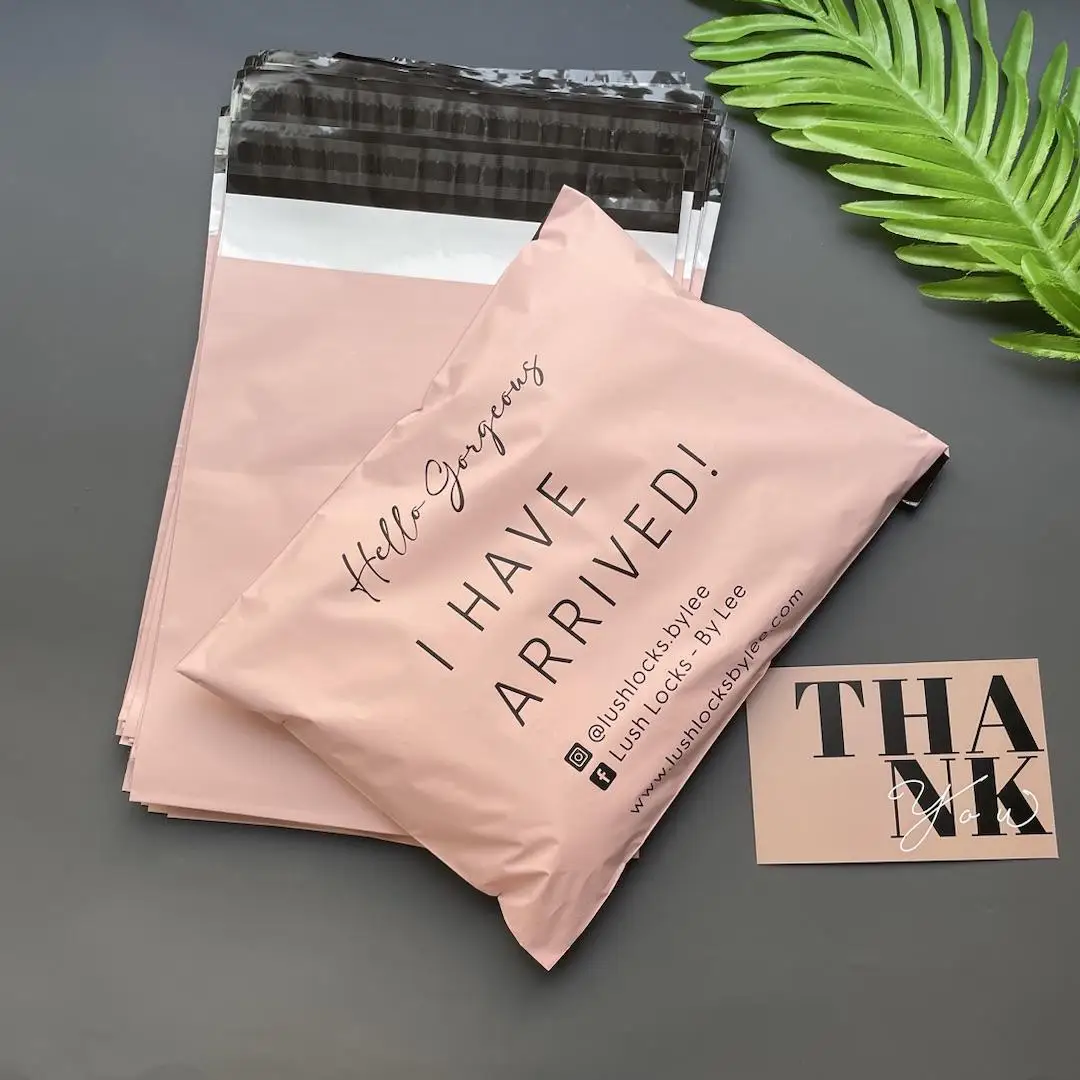 Hello Gorgeous
I HAVE
ARRIVED!
@lushlocks.bylee
Lush Locks - By Lee
www.lushlocksbylee.com
THA
NK
You